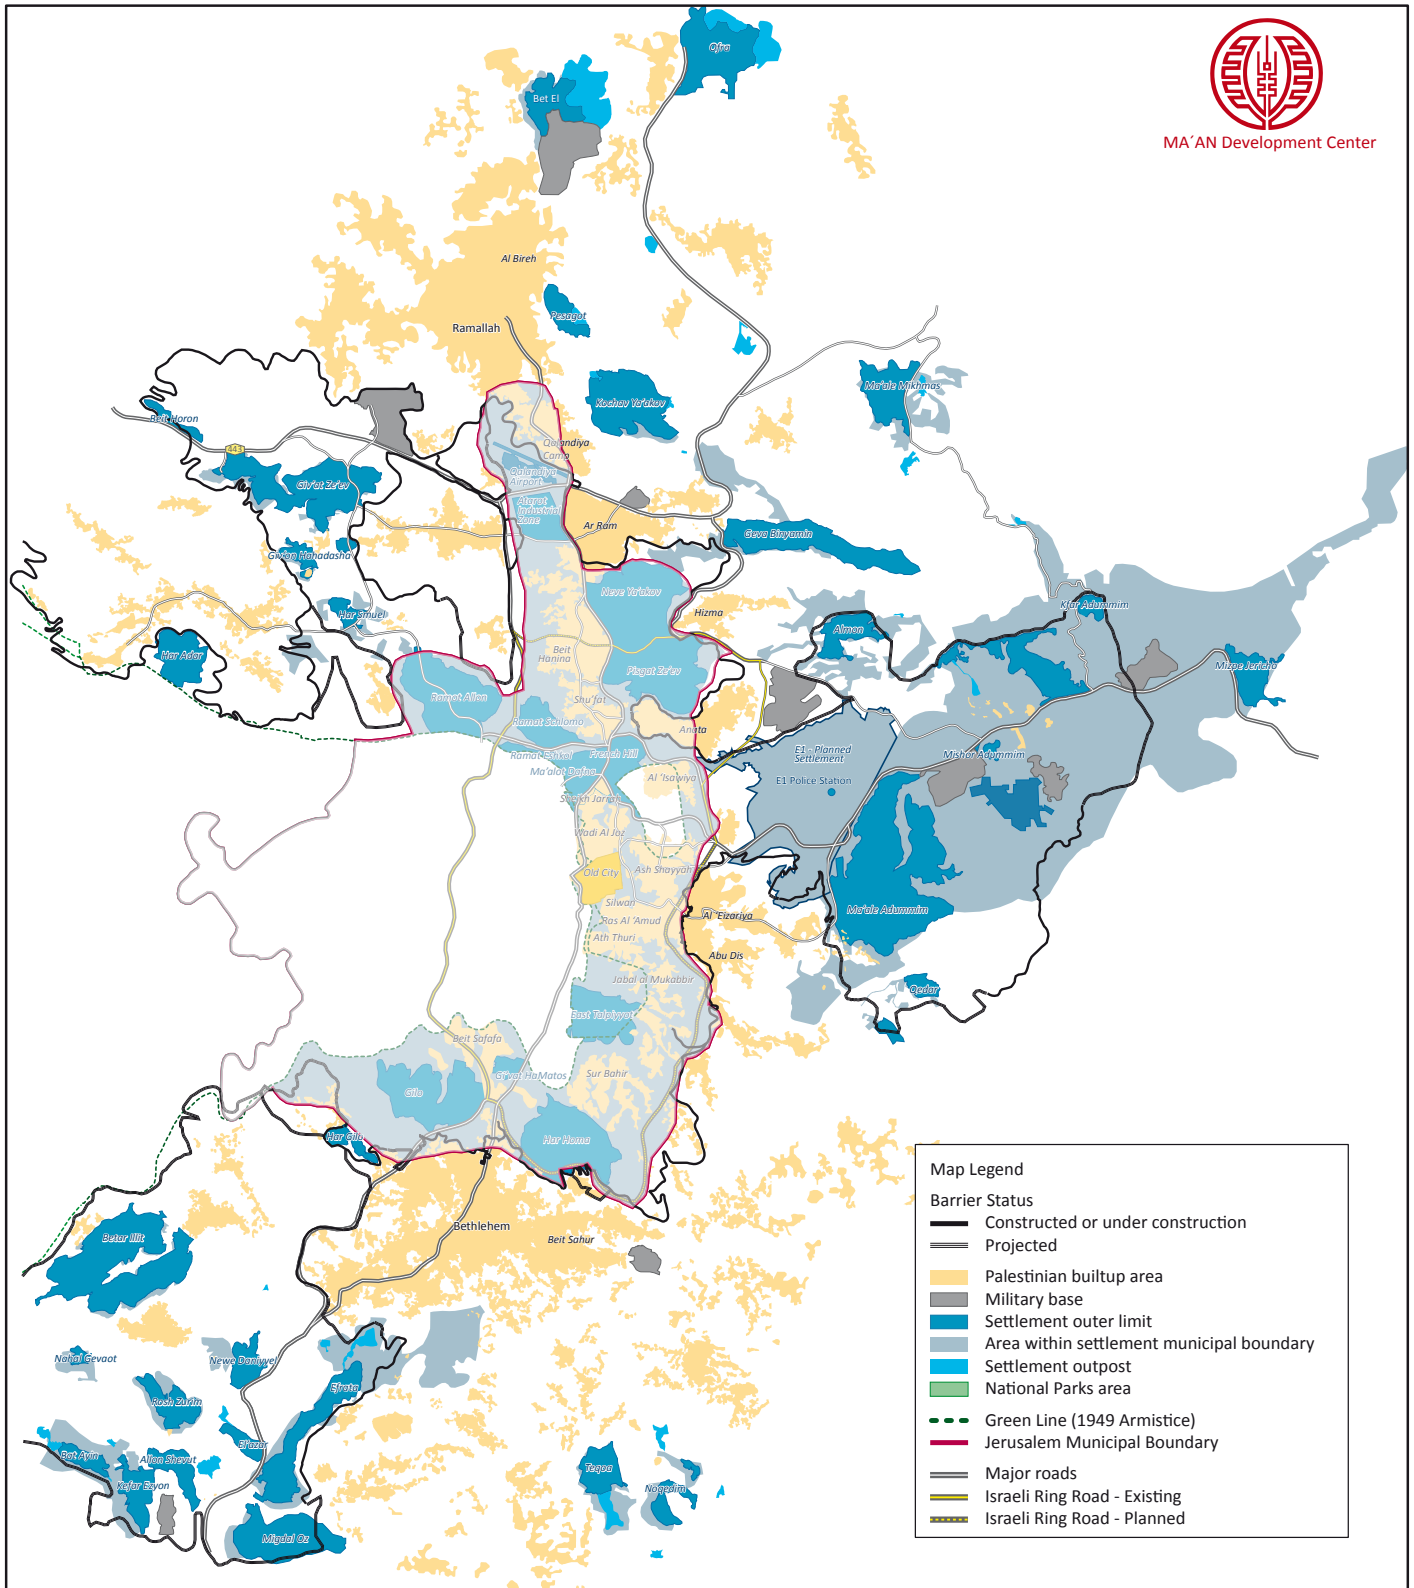 Ofra
Bet El
MA´AN Development Center
Al Bireh
Pesagot
Ramallah
Ma'ale Mikhmas
Kochav Ya'akov
Beit Horon
443
Qalandiya
Camp
Qalandiya
Airport
Giv'at Ze'ev
Atarot
Industrial
Zone
Ar Ram
Geva Binyamin
Giv'on Hahadasha
Neve Ya'akov
Kfar Adummim
Har Smuel
Hizma
Almon
Beit
Hanina
Har Adar
Pisgat Ze'ev
Mizpe Jericho
Ramat Allon
Shu'fat
Ramat Schlomo
Anata
E1 - Planned
Settlement
Ramat Eshkol
French Hill
Mishor Adummim
Ma'alot Dafna
Al 'Isawiya
E1 Police Station
Sheikh Jarrah
Wadi Al Joz
Old City
Ash Shayyah
Silwan
Ma'ale Adummim
Ras Al 'Amud
Al 'Eizariya
Ath Thuri
Abu Dis
Jabal al Mukabbir
Qedar
East Talpiyyot
Beit Safafa
Gi'vat HaMatos
Sur Bahir
Gilo
Har Gilo
Har Homa
Bethlehem
Beit Sahur
Betar Illit
Nahal Gevaot
Newe Daniyyel
Efrata
Rosh Zurim
El'azar
Bat Ayin
Allon Shevut
Kefar Ezyon
Teqoa
Noqedim
Migdal Oz
Map Legend
Barrier Status
Constructed or under construction
Projected
Palestinian builtup area
Military base
Settlement outer limit
Area within settlement municipal boundary
Settlement outpost
National Parks area
Green Line (1949 Armistice)
Jerusalem Municipal Boundary
Major roads
Israeli Ring Road - Existing
Israeli Ring Road - Planned